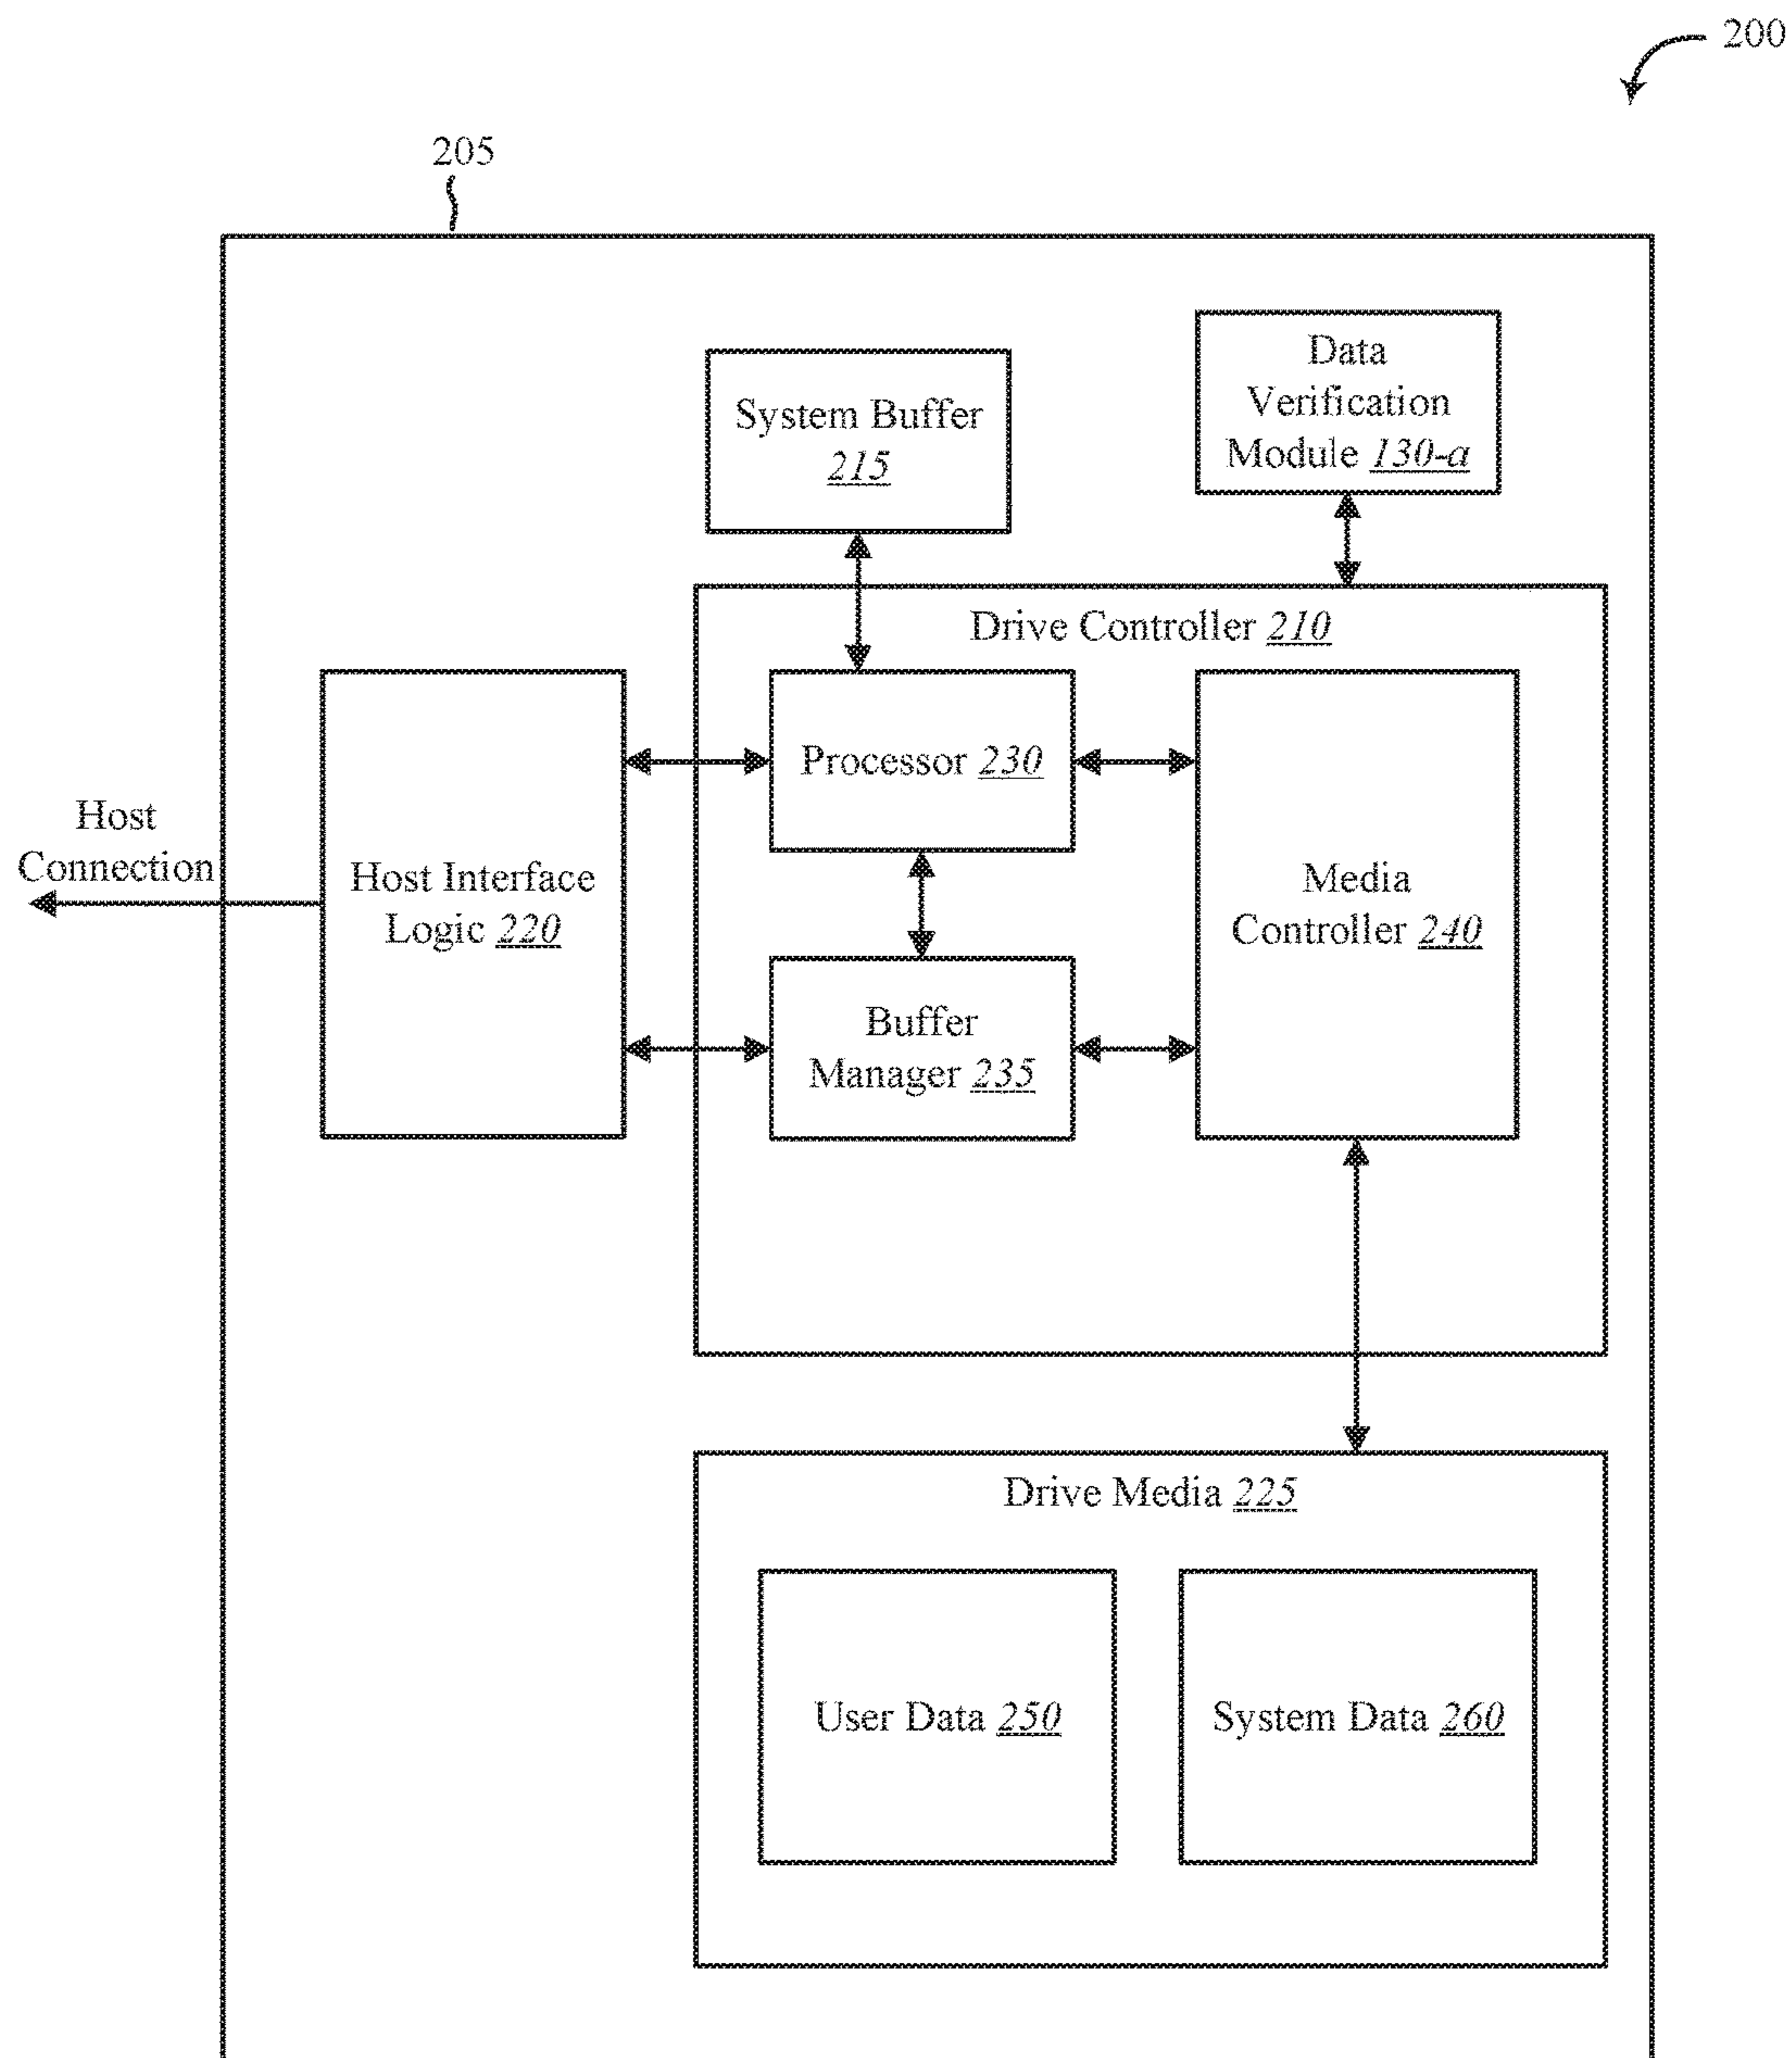 200
205
Data
Verification
Module 130-a
System Buffer
215
Drive Controller 210
Processor 230
Host
Connection
Host Interface
Logic 220
Media
Controller 240
Buffer
Manager 235
Drive Media 225
User Data 250
System Data 260